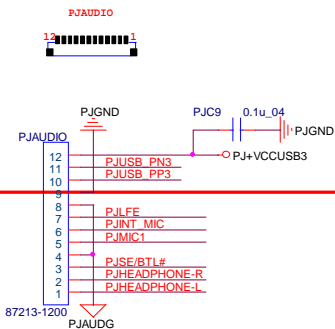 PJAUDIO
12 1
PJGND
PJC9 0.1u_04
PJGND
PJAUDIO
PJ+VCCUSB3
12
11 PJUSB_PN3
10 PJUSB_PP3
9
8
7 PJLFE
6 PJINT_MIC
5 PJMIC1
4
3 PJSE/BTL#
2 PJHEADPHONE-R
1 PJHEADPHONE-L
87213-1200
PJAUDG